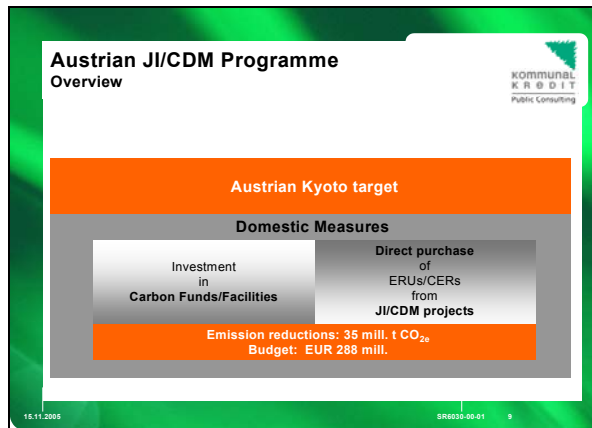 Austrian JI/CDM Programme
Overview
KOMMUNAL
KREDIT
Public Consulting
Austrian Kyoto target
Domestic Measures
Investment
in
Carbon Funds/Facilities
Direct purchase
of
ERUs/CERs
from
JI/CDM projects
Emission reductions: 35 mill. t CO2e
Budget: EUR 288 mill.
15.11.2005
SR6030-00-01 9